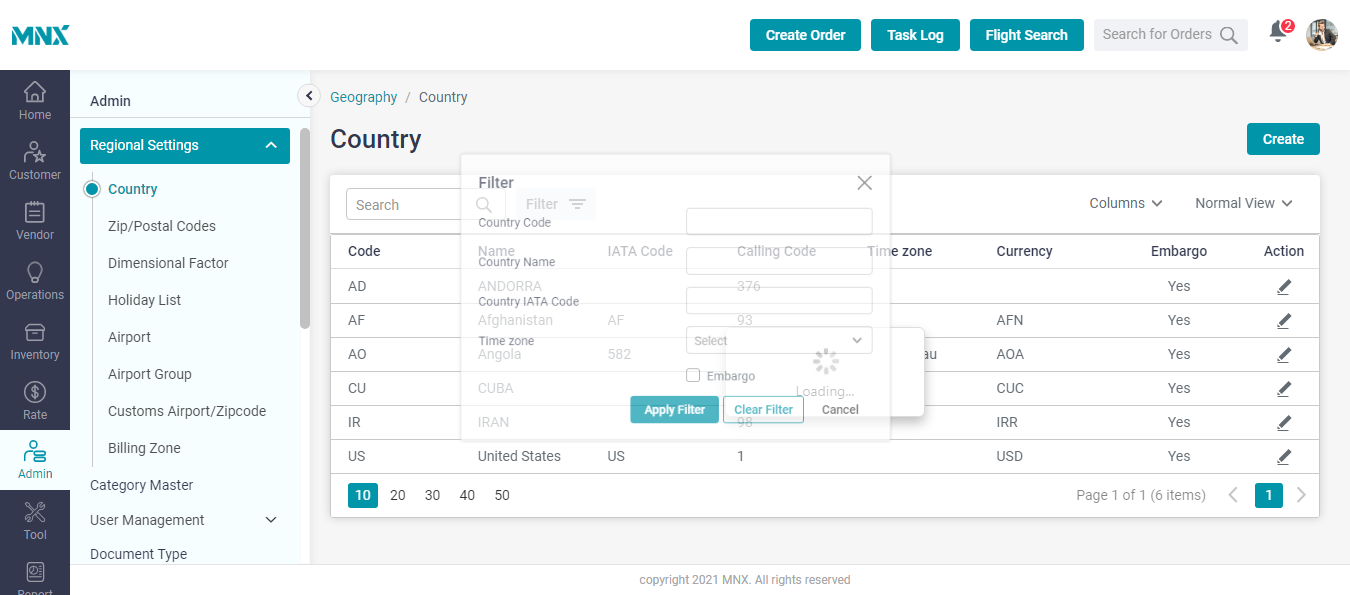 MNX
Create Order
Task Log
Flight Search
Search for Orders
2
Home
Customer
Vendor
Operations
Inventory
Rate
Admin
Tool
Report
Admin
Regional Settings
Country
Zip/Postal Codes
Dimensional Factor
Holiday List
Airport
Airport Group
Customs Airport/Zipcode
Billing Zone
Category Master
User Management
Document Type
Geography / Country
Country
Create
Search
Filter
Columns
Normal View
Code Name IATA Code Calling Code Time zone Currency Embargo Action
AD ANDORRA 376 Yes
AF Afghanistan AF 93 AFN Yes
AO Angola 582 au AOA Yes
CU CUBA CUC Yes
IR IRAN 98 IRR Yes
US United States US 1 USD Yes
Filter
Country Code
Country Name
Country IATA Code
Time zone Select
Embargo
Loading...
Apply Filter Clear Filter Cancel
10 20 30 40 50
Page 1 of 1 (6 items) 1
copyright 2021 MNX. All rights reserved